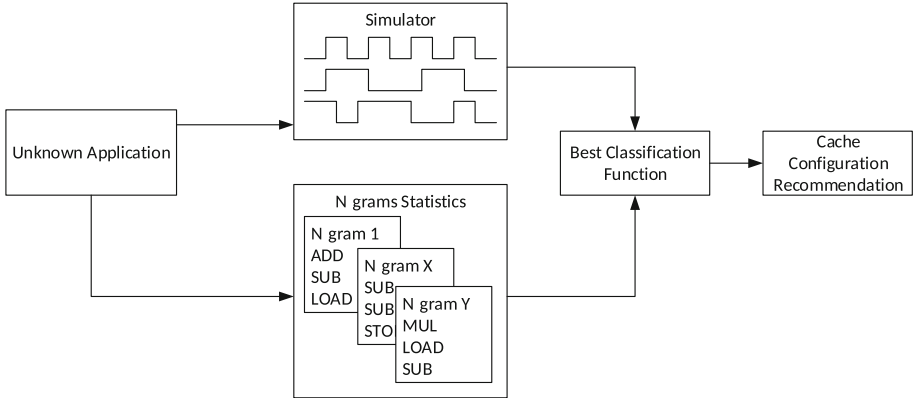 Simulator
Unknown Application
Best Classification
Function
Cache
Configuration
Recommendation
N grams Statistics
N gram 1
ADD
SUB
LOAD
N gram X
SUB
SUB
STO
N gram Y
MUL
LOAD
SUB